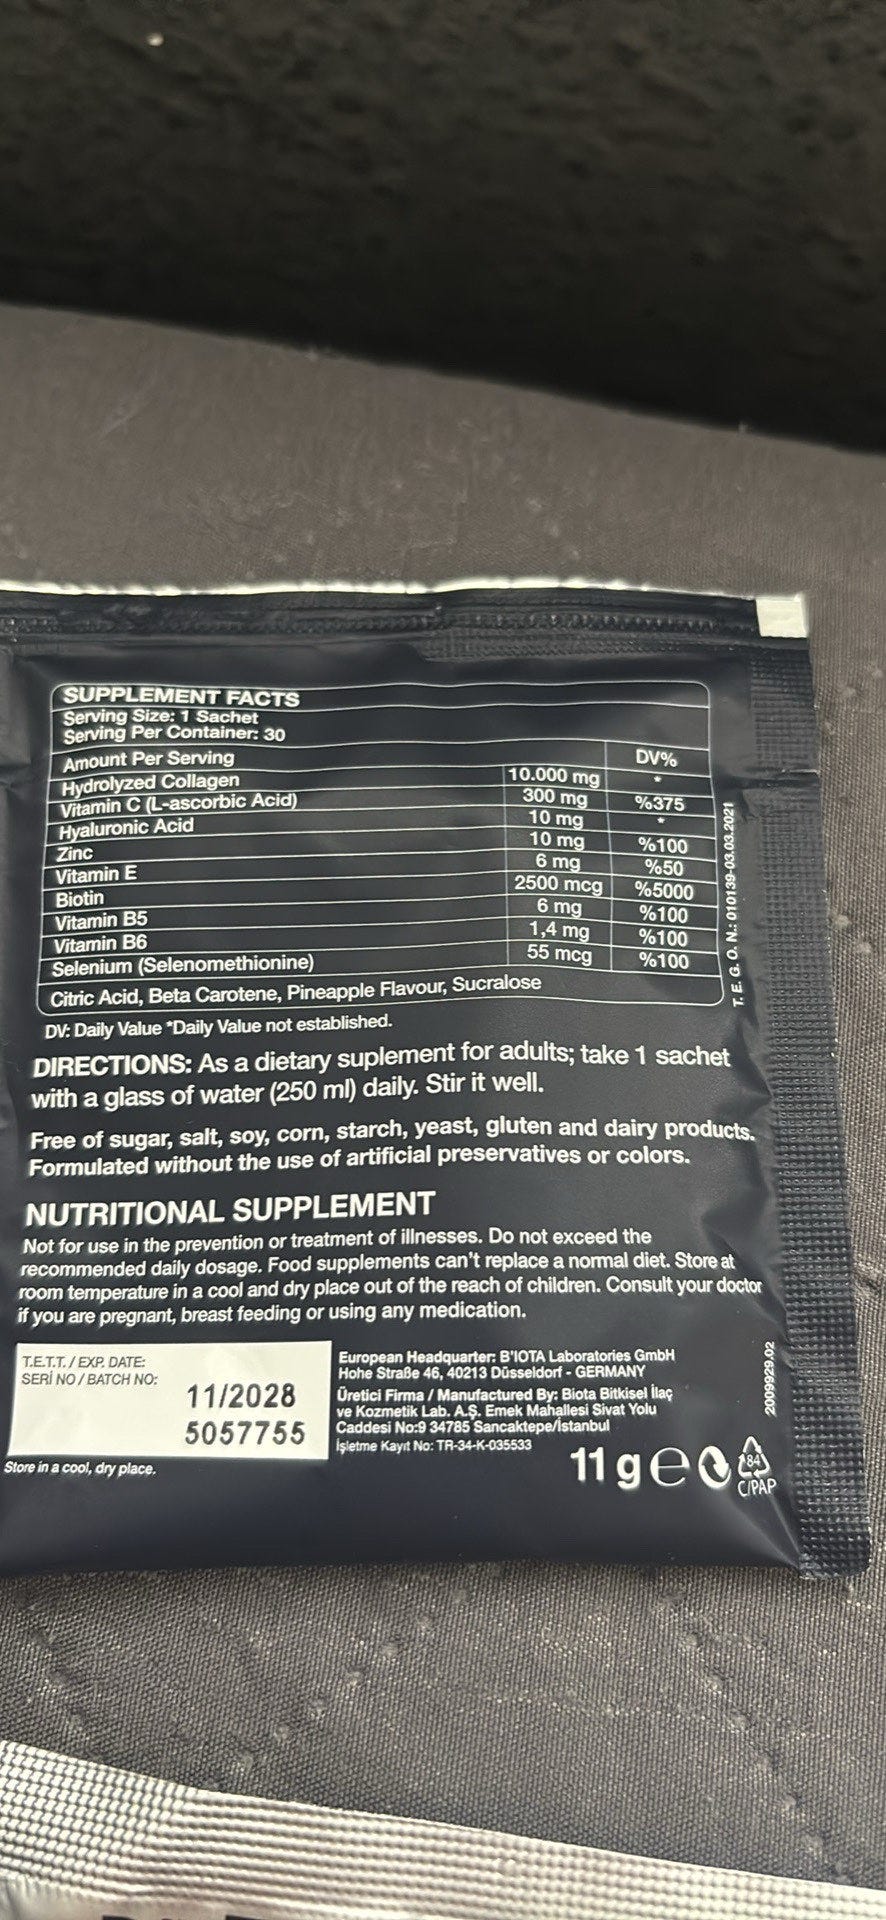 SUPPLEMENT FACTS
Serving Size: 1 Sachet
Serving Per Container: 30
Amount Per Serving DV%
Hydrolyzed Collagen 10.000 mg *
Vitamin C (L-ascorbic Acid) 300 mg %375
Hyaluronic Acid 10 mg *
Zinc 10 mg %100
Vitamin E 6 mg %50
Biotin 2500 mcg %5000
Vitamin B5 6 mg %100
Vitamin B6 1,4 mg %100
Selenium (Selenomethionine) 55 mcg %100
Citric Acid, Beta Carotene, Pineapple Flavour, Sucralose
DV: Daily Value *Daily Value not established.
T. E. G. O. N.: 010139-03.03.2021
DIRECTIONS: As a dietary suplement for adults; take 1 sachet
with a glass of water (250 ml) daily. Stir it well.
Free of sugar, salt, soy, corn, starch, yeast, gluten and dairy products.
Formulated without the use of artificial preservatives or colors.
NUTRITIONAL SUPPLEMENT
Not for use in the prevention or treatment of illnesses. Do not exceed the
recommended daily dosage. Food supplements can't replace a normal diet. Store at
room temperature in a cool and dry place out of the reach of children. Consult your doctor
if you are pregnant, breast feeding or using any medication.
T.E.T.T. / EXP. DATE:
SERİ NO / BATCH NO:
11/2028
5057755
Store in a cool, dry place.
European Headquarter: B'IOTA Laboratories GmbH
Hohe Straße 46, 40213 Düsseldorf - GERMANY
Üretici Firma / Manufactured By: Biota Bitkisel İlaç
ve Kozmetik Lab. A.Ş. Emek Mahallesi Sivat Yolu
Caddesi No:9 34785 Sancaktepe/İstanbul
İşletme Kayıt No: TR-34-K-035533
11 g e
84
C/PAP
2009929.02